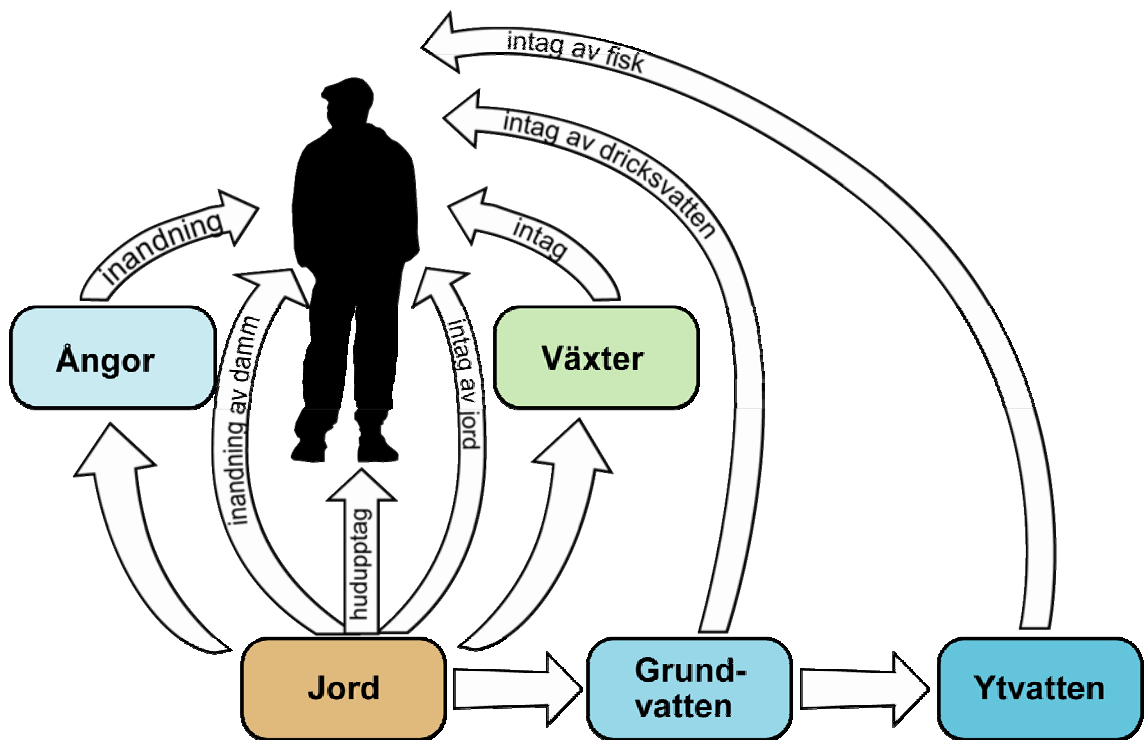 intag av fisk
intag av dricksvatten
inandning
intag
Ångor
inandning av damm
intag av jord
Växter
hudupptag
Jord
Grund-
vatten
Ytvatten